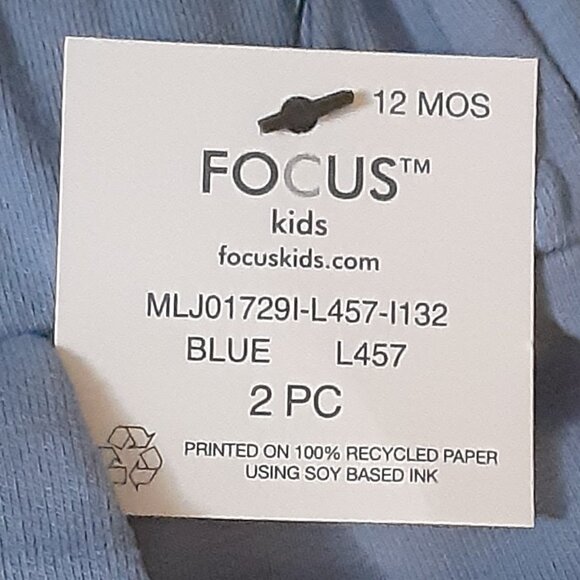 12 MOS
FOCUS™
kids
focuskids.com
MLJ01729I-L457-I132
BLUE L457
2 PC
PRINTED ON 100% RECYCLED PAPER
USING SOY BASED INK